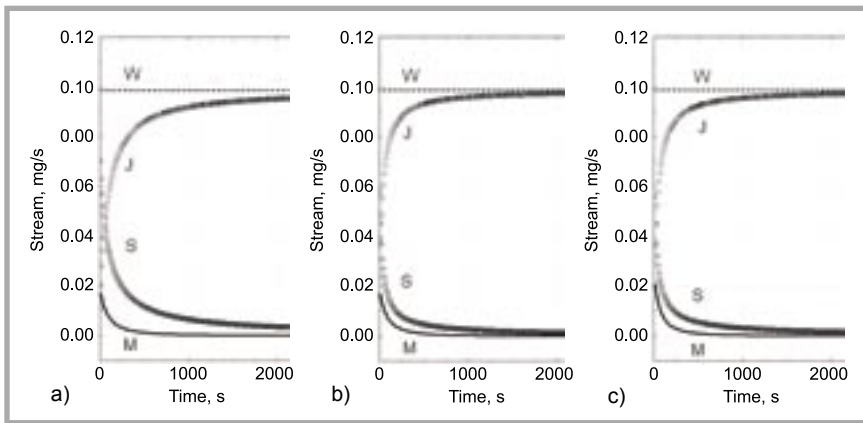 0.12
0.10
0.00
0.06
0.04
0.02
0.00
Stream, mg/s
W
J
S
M
0 1000 2000
a) Time, s
0.12
0.10
0.00
0.06
0.04
0.02
0.00
Stream, mg/s
W
J
S
M
0 1000 2000
b) Time, s
0.12
0.10
0.00
0.06
0.04
0.02
0.00
Stream, mg/s
W
J
S
M
0 1000 2000
c) Time, s